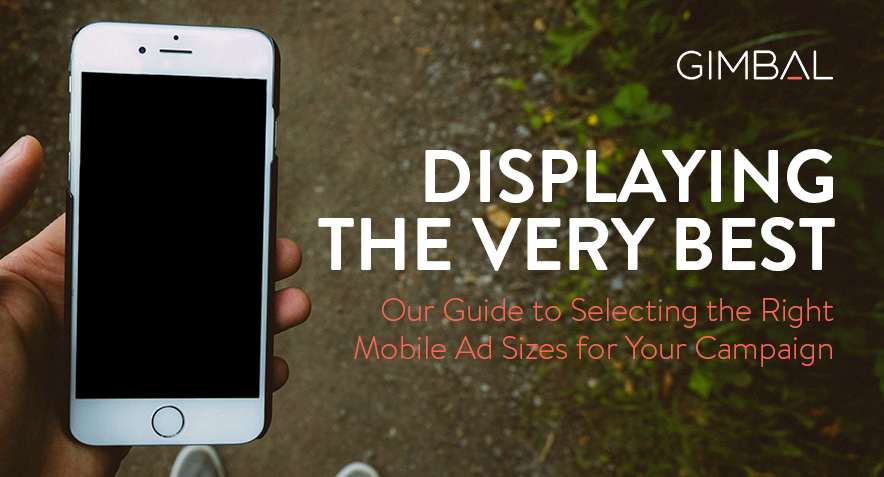 GIMBAL
DISPLAYING
THE VERY BEST
Our Guide to Selecting the Right
Mobile Ad Sizes for Your Campaign